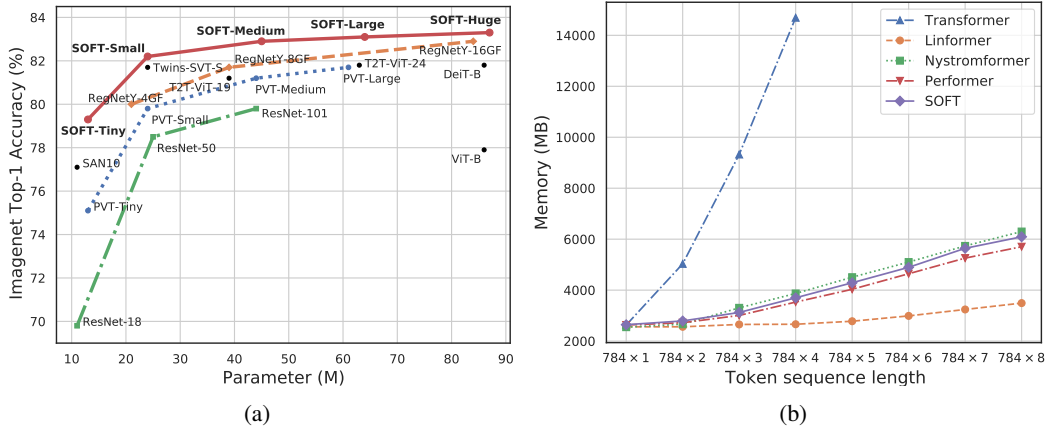 84
82
80
78
76
74
72
70
10
20
30
40
50
60
70
80
90
Imagenet Top-1 Accuracy (%)
Parameter (M)
SOFT-Tiny
SOFT-Small
SOFT-Medium
SOFT-Large
SOFT-Huge
RegNetY-4GF
RegNetY-8GF
RegNetY-16GF
Twins-SVT-S
T2T-ViT-19
T2T-ViT-24
PVT-Tiny
PVT-Small
PVT-Medium
PVT-Large
DeiT-B
ViT-B
SAN10
ResNet-18
ResNet-50
ResNet-101
(a)
14000
12000
10000
8000
6000
4000
2000
Memory (MB)
784 × 1
784 × 2
784 × 3
784 × 4
784 × 5
784 × 6
784 × 7
784 × 8
Token sequence length
Transformer
Linformer
Nystromformer
Performer
SOFT
(b)